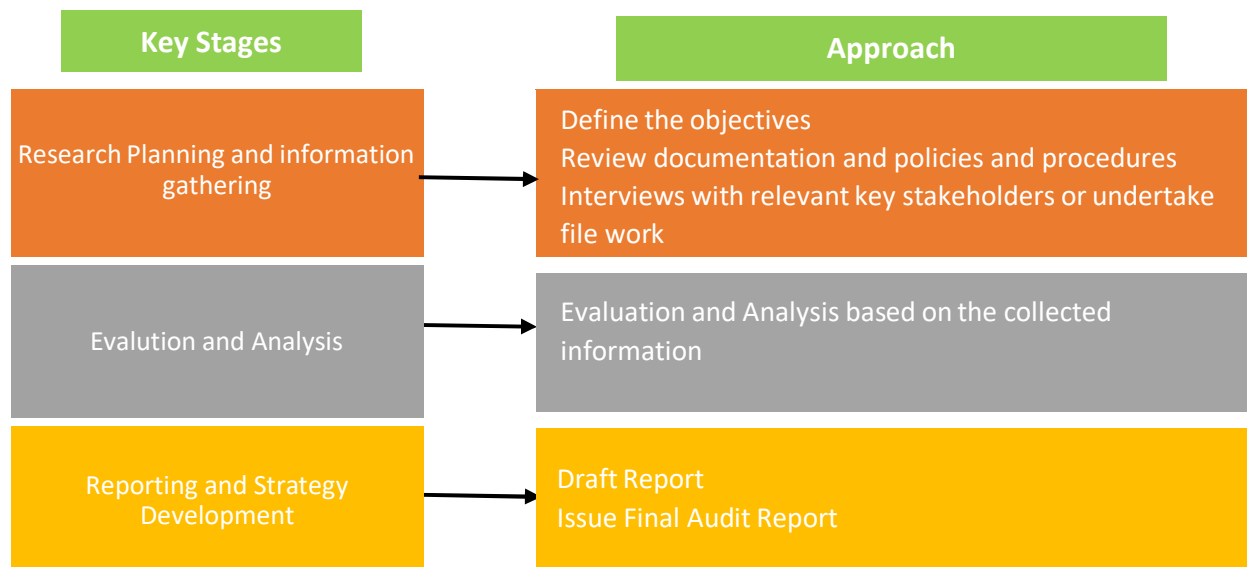 Key Stages
Approach
Research Planning and information
gathering
Define the objectives
Review documentation and policies and procedures
Interviews with relevant key stakeholders or undertake
file work
Evalution and Analysis
Evaluation and Analysis based on the collected
information
Reporting and Strategy
Development
Draft Report
Issue Final Audit Report